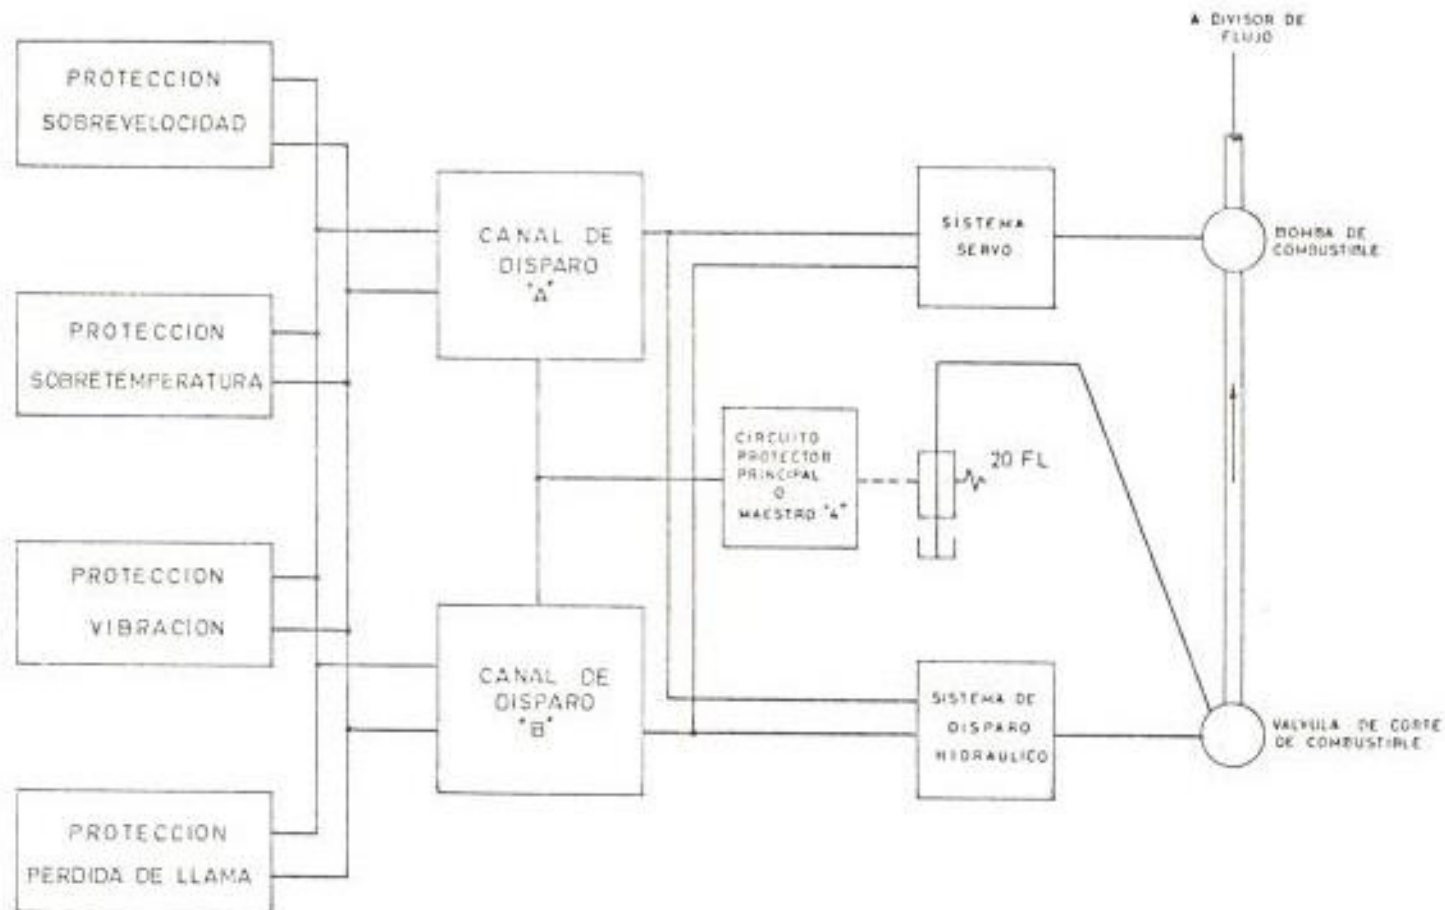 A DIVISOR DE
FLUJO
PROTECCION
SOBREVELOCIDAD
CANAL DE
DISPARO
"A"
SISTEMA
SERVO
BOMBA DE
COMBUSTIBLE
PROTECCION
SOBRETEMPERATURA
CIRCUITO
PROTECTOR
PRINCIPAL
O
MAESTRO "4"
20 FL
PROTECCION
VIBRACION
CANAL DE
DISPARO
"B"
SISTEMA DE
DISPARO
HIDRAULICO
VALVULA DE CORTE
DE COMBUSTIBLE
PROTECCION
PERDIDA DE LLAMA